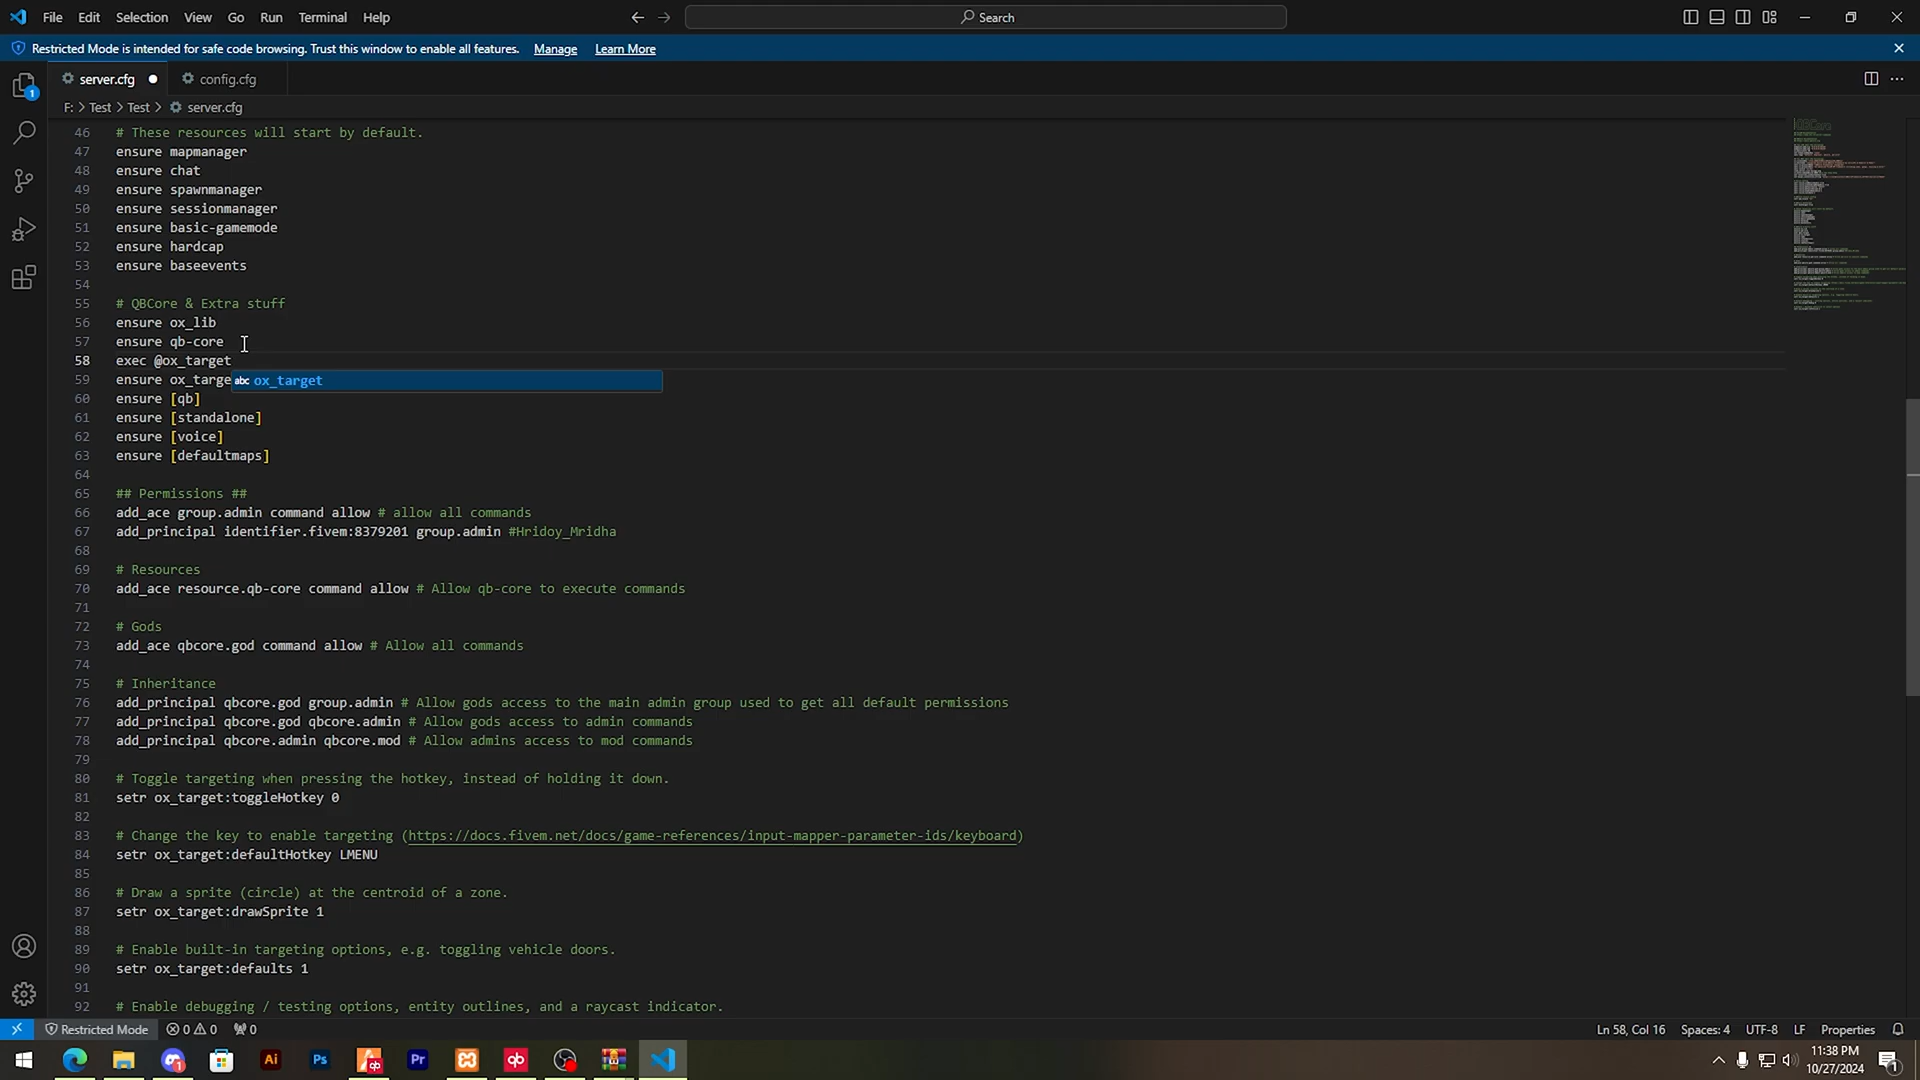 File Edit Selection View Go Run Terminal Help
Search
Restricted Mode is intended for safe code browsing. Trust this window to enable all features. Manage Learn More
server.cfg config.cfg
F: > Test > Test > server.cfg
46 # These resources will start by default.
47 ensure mapmanager
48 ensure chat
49 ensure spawnmanager
50 ensure sessionmanager
51 ensure basic-gamemode
52 ensure hardcap
53 ensure baseevents
54
55 # QBCore & Extra stuff
56 ensure ox_lib
57 ensure qb-core
58 exec @ox_target
59 ensure ox_targe
abc ox_target
60 ensure [qb]
61 ensure [standalone]
62 ensure [voice]
63 ensure [defaultmaps]
64
65 ## Permissions ##
66 add_ace group.admin command allow # allow all commands
67 add_principal identifier.fivem:8379201 group.admin #Hridoy_Mridha
68
69 # Resources
70 add_ace resource.qb-core command allow # Allow qb-core to execute commands
71
72 # Gods
73 add_ace qbcore.god command allow # Allow all commands
74
75 # Inheritance
76 add_principal qbcore.god group.admin # Allow gods access to the main admin group used to get all default permissions
77 add_principal qbcore.god qbcore.admin # Allow gods access to admin commands
78 add_principal qbcore.admin qbcore.mod # Allow admins access to mod commands
79
80 # Toggle targeting when pressing the hotkey, instead of holding it down.
81 setr ox_target:toggleHotkey 0
82
83 # Change the key to enable targeting (https://docs.fivem.net/docs/game-references/input-mapper-parameter-ids/keyboard)
84 setr ox_target:defaultHotkey LMENU
85
86 # Draw a sprite (circle) at the centroid of a zone.
87 setr ox_target:drawSprite 1
88
89 # Enable built-in targeting options, e.g. toggling vehicle doors.
90 setr ox_target:defaults 1
91
92 # Enable debugging / testing options, entity outlines, and a raycast indicator.
Restricted Mode 0 0 0 Ln 58, Col 16 Spaces: 4 UTF-8 LF Properties
Ai Ps Pr qb
11:38 PM
10/27/2024